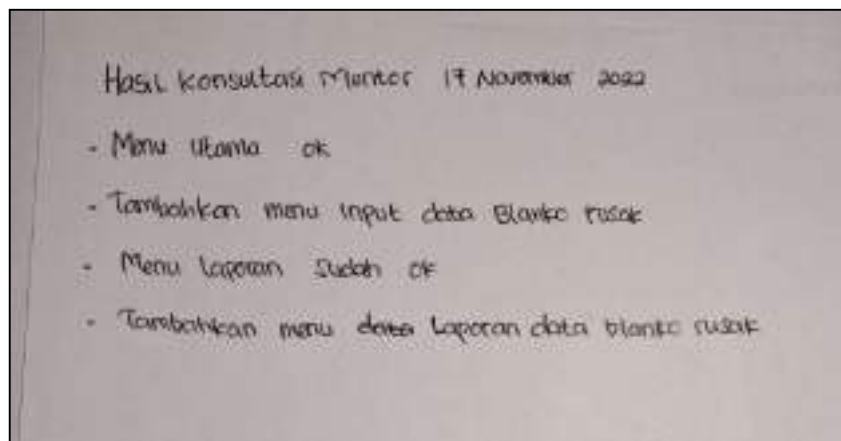 Hasil Konsultasi Mentor 17 November 2022
- Menu Utama ok
- Tambahkan menu input data Blanko rusak
- Menu Laporan Sudah ok
- Tambahkan menu data Laporan data blanko rusak